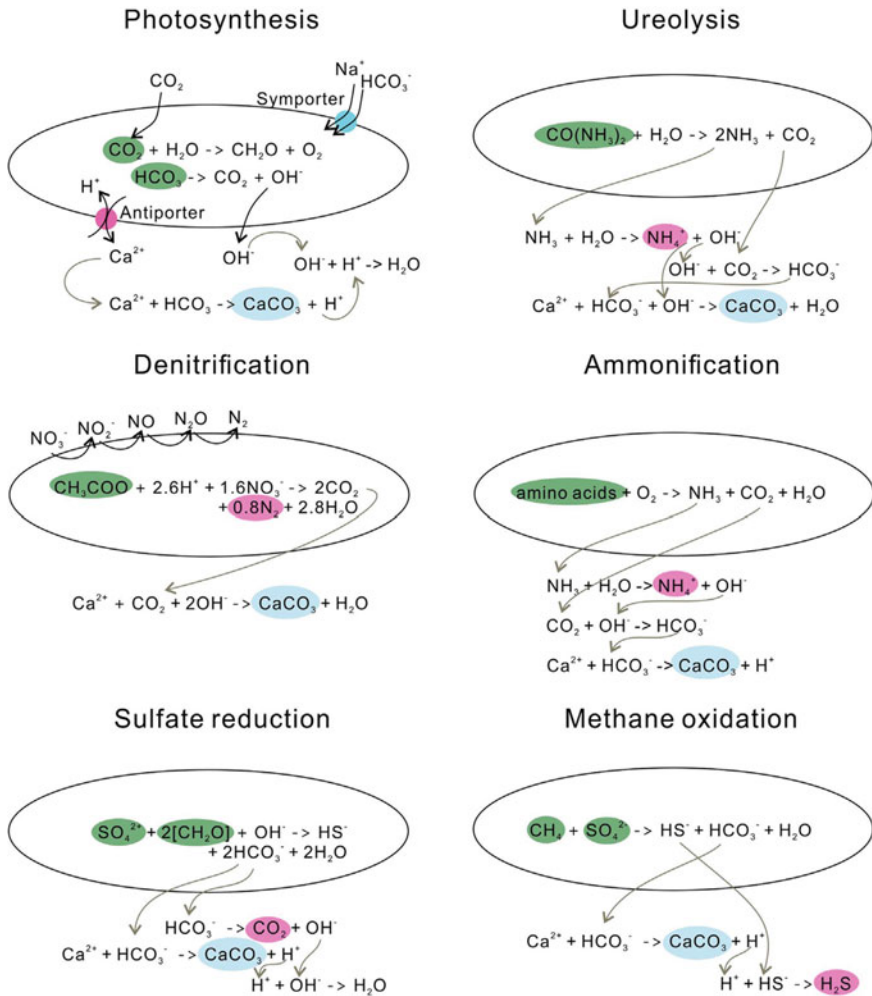 Photosynthesis
CO₂
Na⁺
HCO₃⁻
Symporter
CO₂ + H₂O -> CH₂O + O₂
HCO₃ -> CO₂ + OH⁻
H⁺
Antiporter
Ca²⁺
OH⁻
OH⁻ + H⁺ -> H₂O
Ca²⁺ + HCO₃ -> CaCO₃ + H⁺
Ureolysis
CO(NH₃)₂ + H₂O -> 2NH₃ + CO₂
NH₃ + H₂O -> NH₄⁺ + OH⁻
OH⁻ + CO₂ -> HCO₃⁻
Ca²⁺ + HCO₃⁻ + OH⁻ -> CaCO₃ + H₂O
Denitrification
NO₃⁻ NO₂⁻ NO N₂O N₂
CH₃COO + 2.6H⁺ + 1.6NO₃⁻ -> 2CO₂
+ 0.8N₂ + 2.8H₂O
Ca²⁺ + CO₂ + 2OH⁻ -> CaCO₃ + H₂O
Ammonification
amino acids + O₂ -> NH₃ + CO₂ + H₂O
NH₃ + H₂O -> NH₄⁺ + OH⁻
CO₂ + OH⁻ -> HCO₃⁻
Ca²⁺ + HCO₃⁻ -> CaCO₃ + H⁺
Sulfate reduction
SO₄²⁺ + 2[CH₂O] + OH⁻ -> HS⁻
+ 2HCO₃⁻ + 2H₂O
HCO₃⁻ -> CO₂ + OH⁻
Ca²⁺ + HCO₃⁻ -> CaCO₃ + H⁺
H⁺ + OH⁻ -> H₂O
Methane oxidation
CH₄ + SO₄²⁻ -> HS⁻ + HCO₃⁻ + H₂O
Ca²⁺ + HCO₃⁻ -> CaCO₃ + H⁺
H⁺ + HS⁻ -> H₂S